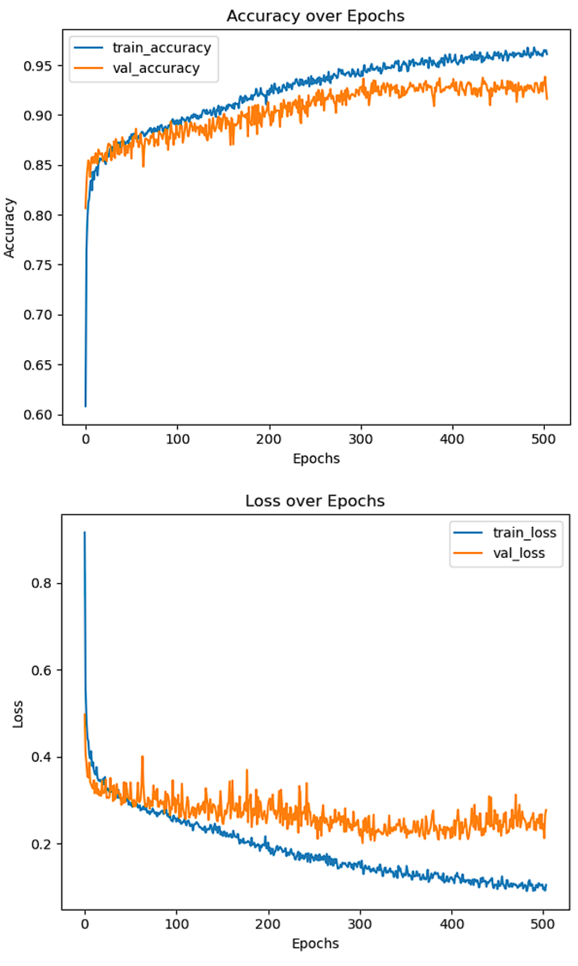 Accuracy over Epochs
train_accuracy
val_accuracy
0.95
0.90
0.85
0.80
0.75
0.70
0.65
0.60
Accuracy
0 100 200 300 400 500
Epochs
Loss over Epochs
train_loss
val_loss
0.8
0.6
0.4
0.2
Loss
0 100 200 300 400 500
Epochs